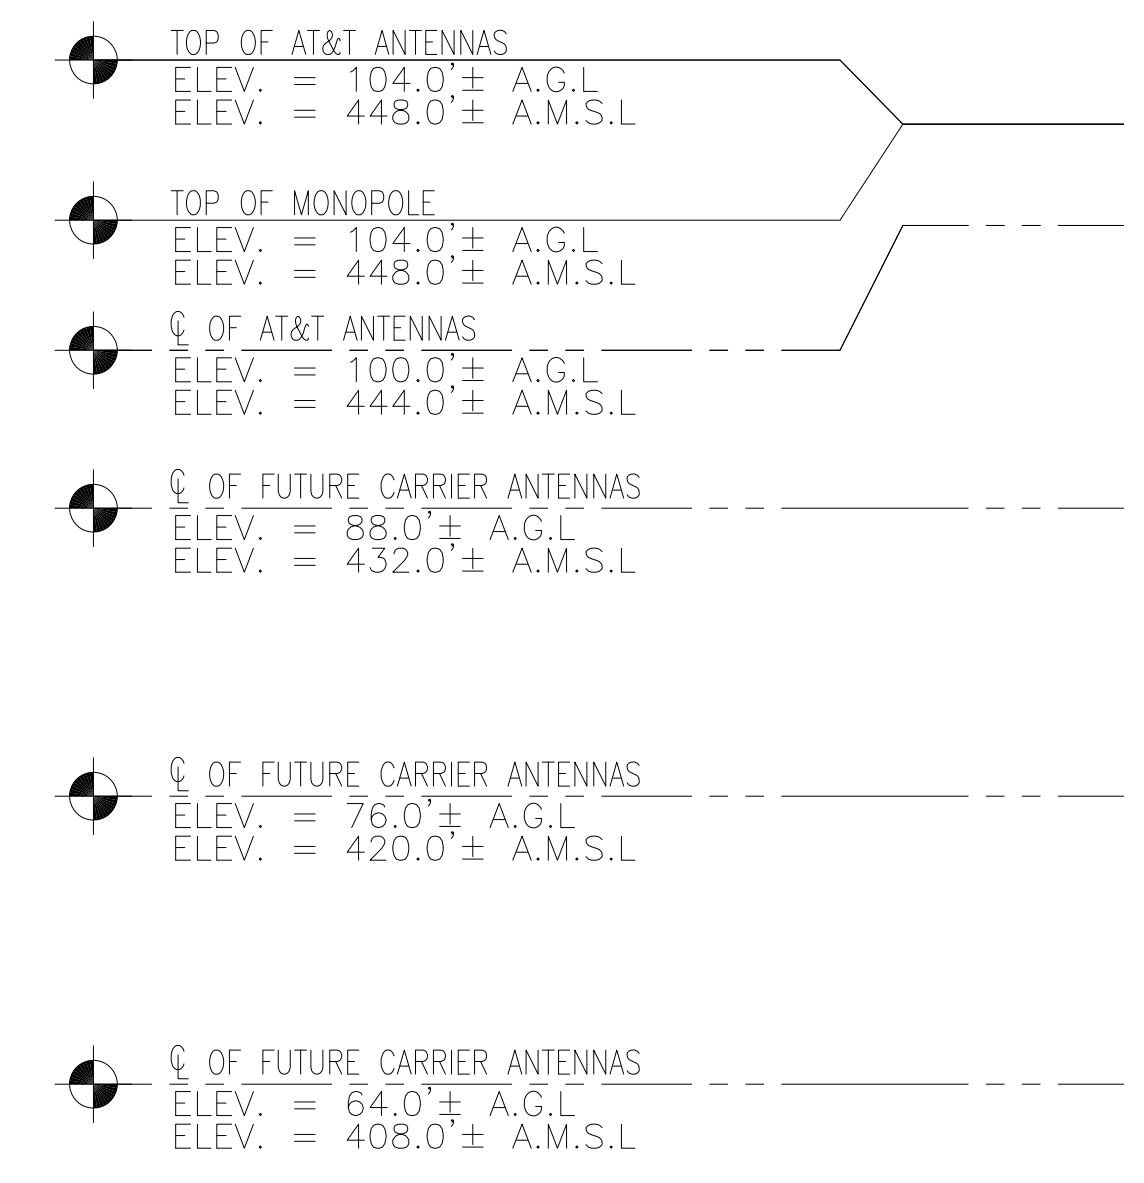 TOP OF AT&T ANTENNAS
ELEV. = 104.0'± A.G.L
ELEV. = 448.0'± A.M.S.L
TOP OF MONOPOLE
ELEV. = 104.0'± A.G.L
ELEV. = 448.0'± A.M.S.L
℄ OF AT&T ANTENNAS
ELEV. = 100.0'± A.G.L
ELEV. = 444.0'± A.M.S.L
℄ OF FUTURE CARRIER ANTENNAS
ELEV. = 88.0'± A.G.L
ELEV. = 432.0'± A.M.S.L
℄ OF FUTURE CARRIER ANTENNAS
ELEV. = 76.0'± A.G.L
ELEV. = 420.0'± A.M.S.L
℄ OF FUTURE CARRIER ANTENNAS
ELEV. = 64.0'± A.G.L
ELEV. = 408.0'± A.M.S.L